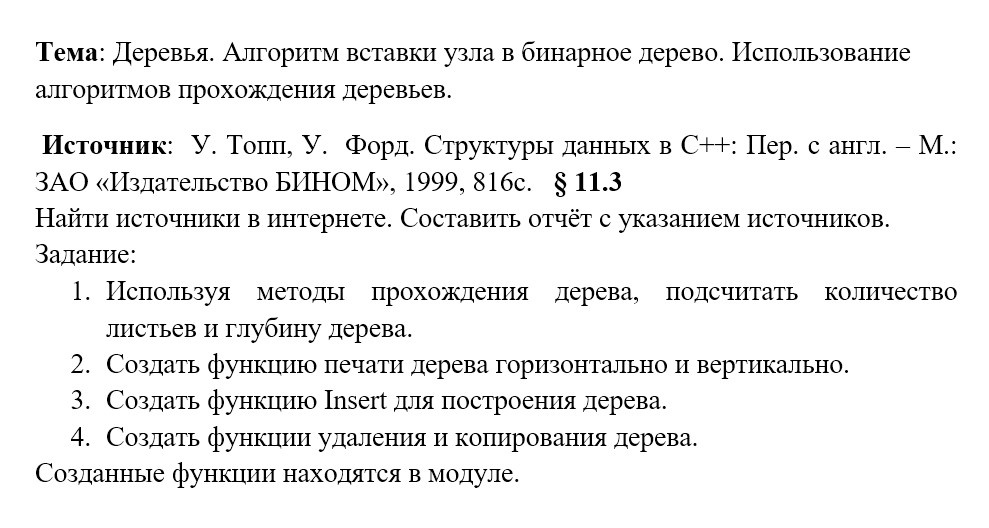 Тема: Деревья. Алгоритм вставки узла в бинарное дерево. Использование
алгоритмов прохождения деревьев.
Источник: У. Топп, У. Форд. Структуры данных в C++: Пер. с англ. – М.:
ЗАО «Издательство БИНОМ», 1999, 816с. § 11.3
Найти источники в интернете. Составить отчёт с указанием источников.
Задание:
1. Используя методы прохождения дерева, подсчитать количество
листьев и глубину дерева.
2. Создать функцию печати дерева горизонтально и вертикально.
3. Создать функцию Insert для построения дерева.
4. Создать функции удаления и копирования дерева.
Созданные функции находятся в модуле.